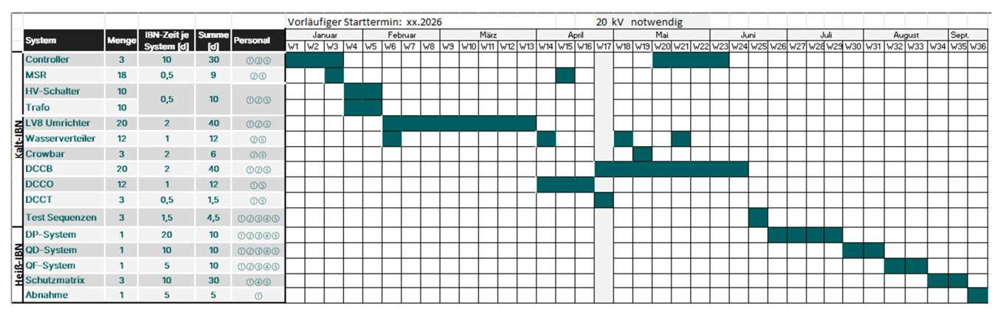 Vorläufiger Starttermin: xx.2026 20 kV notwendig
System Menge IBN-Zeit je System [d] Summe [d] Personal Januar Februar März April Mai Juni Juli August Sept.
W1 W2 W3 W4 W5 W6 W7 W8 W9 W10 W11 W12 W13 W14 W15 W16 W17 W18 W19 W20 W21 W22 W23 W24 W25 W26 W27 W28 W29 W30 W31 W32 W33 W34 W35 W36
Kalt-IBN
Controller 3 10 30 ①③⑤
MSR 18 0,5 9 ②⑤
HV-Schalter 10 0,5 10 ①②⑤
Trafo 10
LV8 Umrichter 20 2 40 ①②⑤
Wasserverteiler 12 1 12 ②⑤
Crowbar 3 2 6 ②⑤
DCCB 20 2 40 ①②⑤
DCCO 12 1 12 ①⑤
DCCT 3 0,5 1,5 ①⑤
Test Sequenzen 3 1,5 4,5 ①②③④⑤
Heiß-IBN
DP-System 1 20 10 ①②③④⑤
QD-System 1 10 10 ①②③④⑤
QF-System 1 5 10 ①②③④⑤
Schutzmatrix 3 10 30 ①④⑤
Abnahme 1 5 5 ①